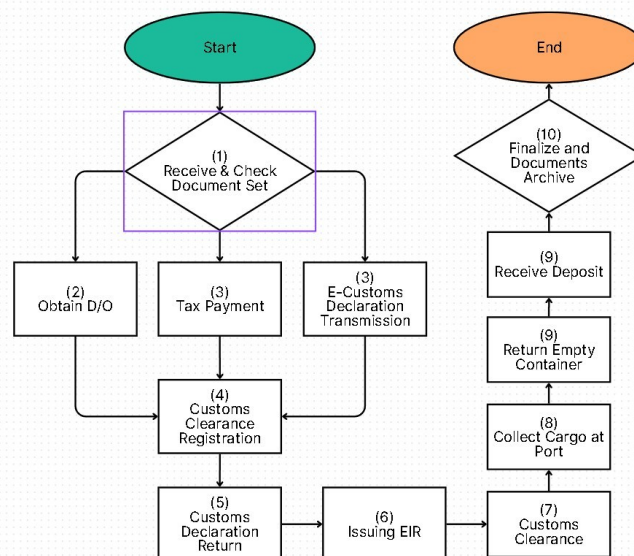 Start
End
(1)
Receive & Check
Document Set
(10)
Finalize and
Documents
Archive
(2)
Obtain D/O
(3)
Tax Payment
(3)
E-Customs
Declaration
Transmission
(9)
Receive Deposit
(9)
Return Empty
Container
(4)
Customs
Clearance
Registration
(8)
Collect Cargo at
Port
(5)
Customs
Declaration
Return
(6)
Issuing EIR
(7)
Customs
Clearance